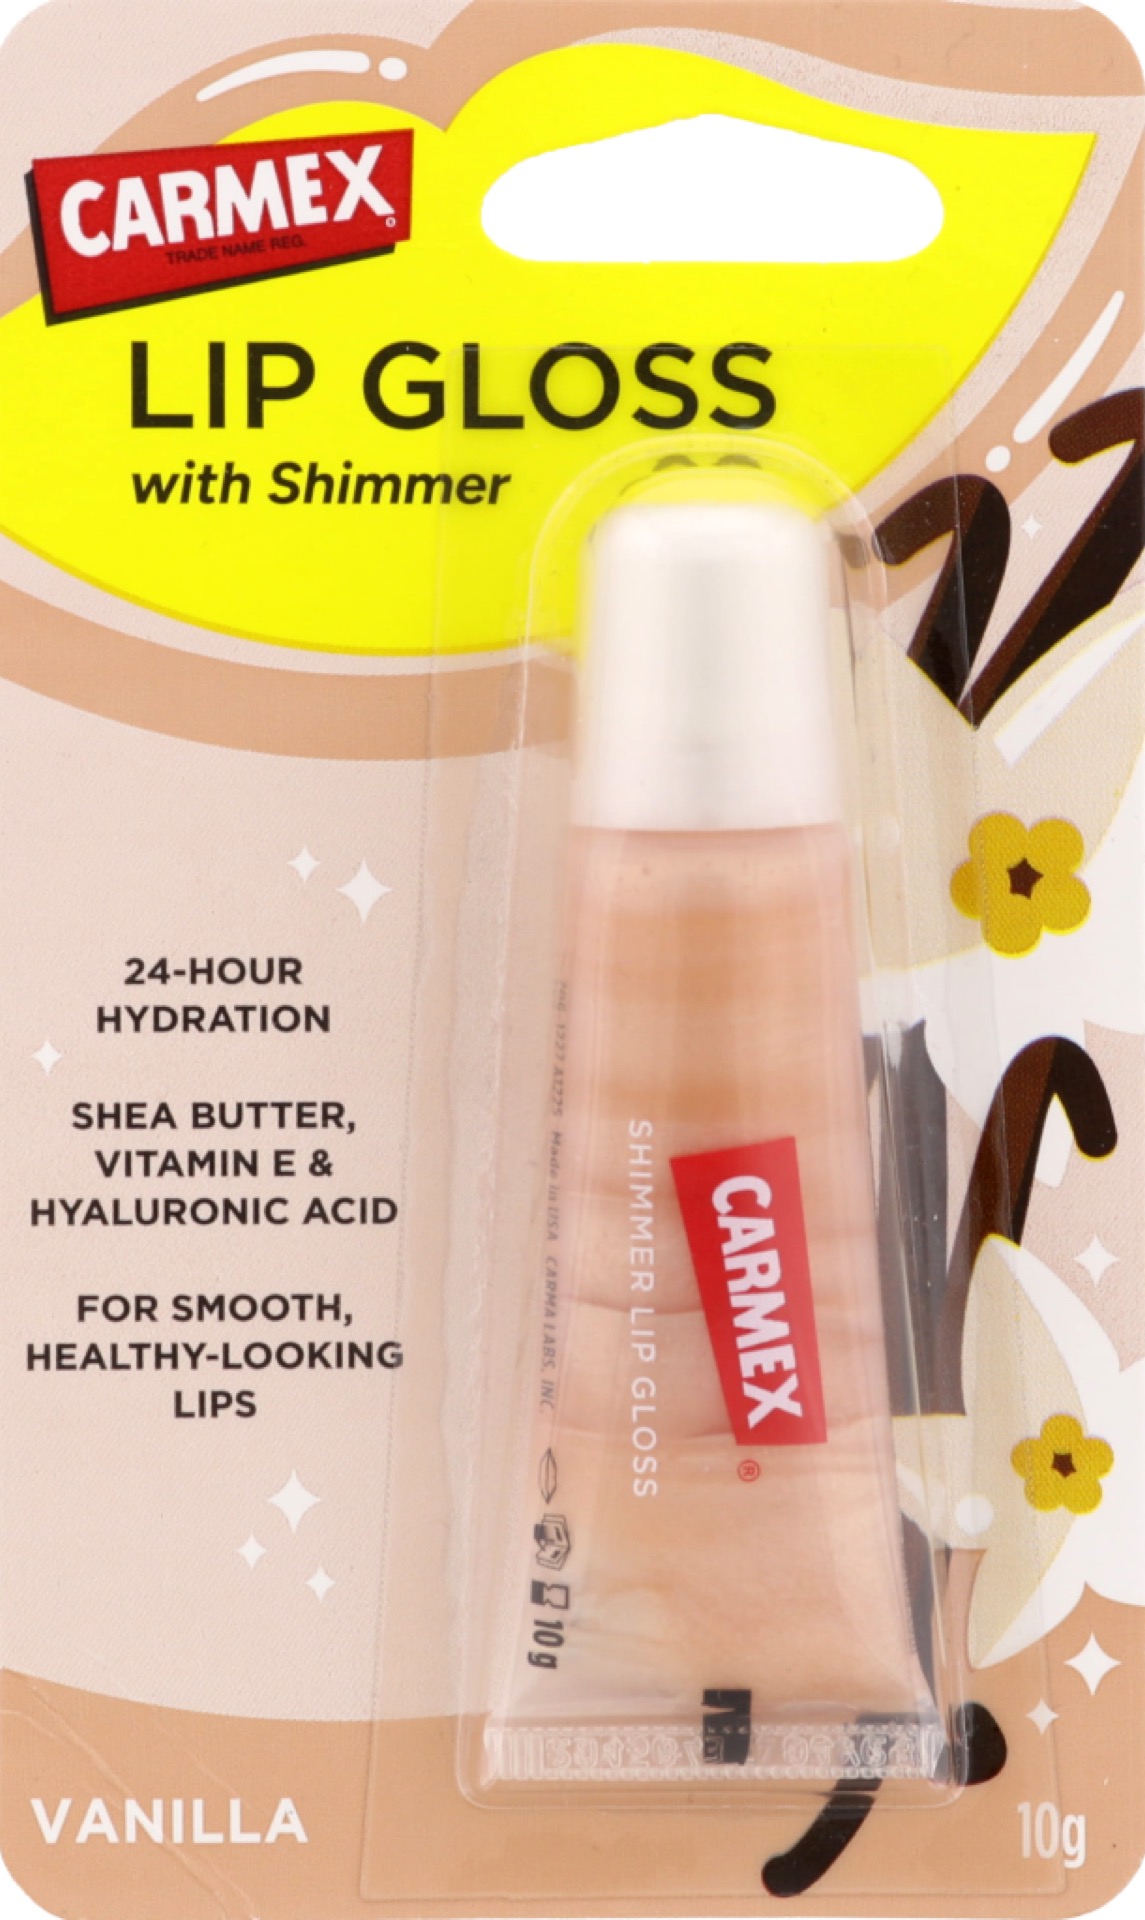 CARMEX
TRADE NAME REG.
LIP GLOSS
with Shimmer
24-HOUR
HYDRATION
SHEA BUTTER,
VITAMIN E &
HYALURONIC ACID
FOR SMOOTH,
HEALTHY-LOOKING
LIPS
CARMEX®
SHIMMER LIP GLOSS
Made in USA CARMA LABS, INC.
10g
VANILLA
10g